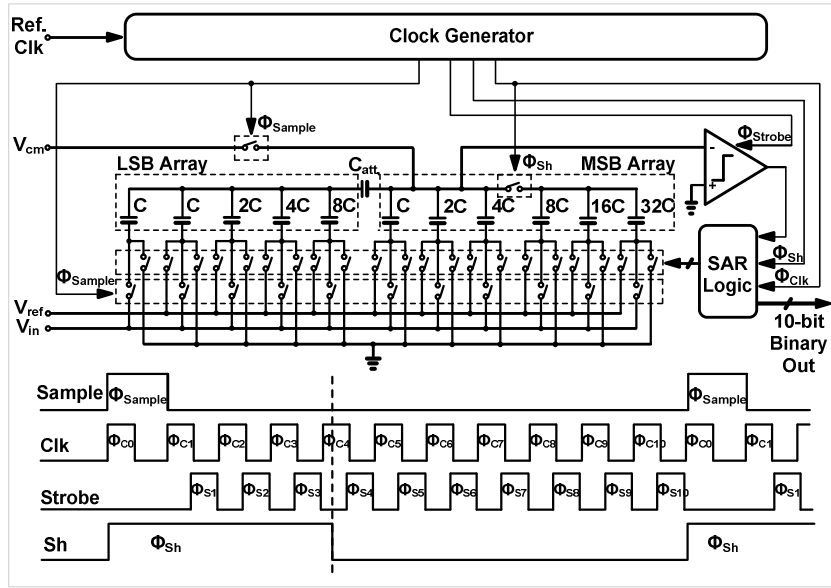 Ref.
Clk
Clock Generator
ΦSample
Vcm
LSB Array
Catt.
ΦSh
MSB Array
ΦStrobe
-
+
C C 2C 4C 8C C 2C 4C 8C 16C 32C
ΦSample
SAR
Logic
ΦSh
ΦClk
Vref
Vin
10-bit
Binary
Out
Sample ΦSample ΦSample
Clk ΦC0 ΦC1 ΦC2 ΦC3 ΦC4 ΦC5 ΦC6 ΦC7 ΦC8 ΦC9 ΦC10 ΦC0 ΦC1
Strobe ΦS1 ΦS2 ΦS3 ΦS4 ΦS5 ΦS6 ΦS7 ΦS8 ΦS9 ΦS10 ΦS1
Sh ΦSh ΦSh